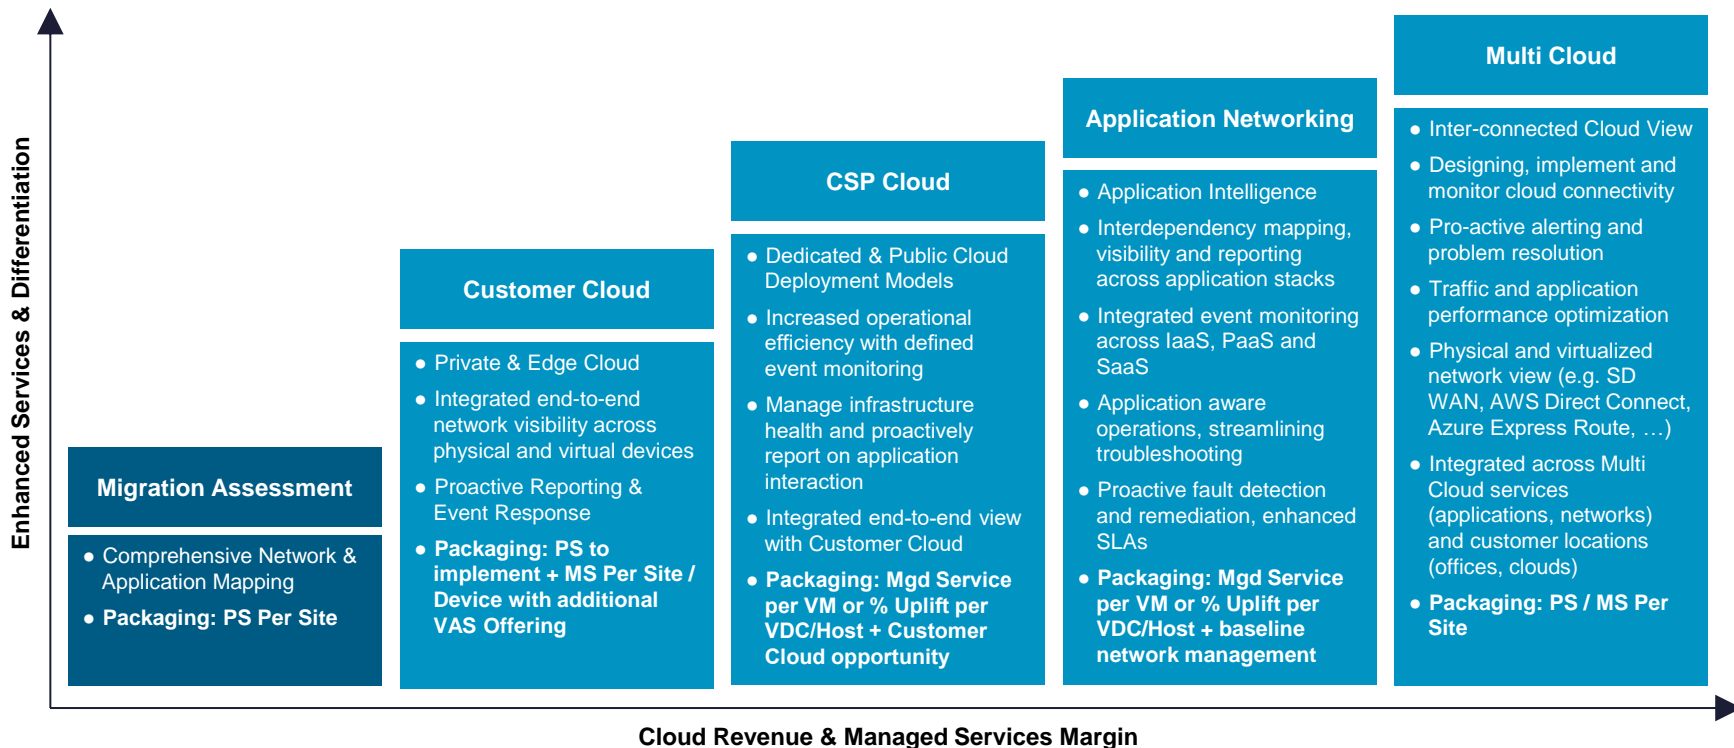 Enhanced Services & Differentiation
Migration Assessment
● Comprehensive Network &
Application Mapping
● Packaging: PS Per Site
Customer Cloud
● Private & Edge Cloud
● Integrated end-to-end
network visibility across
physical and virtual devices
● Proactive Reporting &
Event Response
● Packaging: PS to
implement + MS Per Site /
Device with additional
VAS Offering
CSP Cloud
● Dedicated & Public Cloud
Deployment Models
● Increased operational
efficiency with defined
event monitoring
● Manage infrastructure
health and proactively
report on application
interaction
● Integrated end-to-end view
with Customer Cloud
● Packaging: Mgd Service
per VM or % Uplift per
VDC/Host + Customer
Cloud opportunity
Application Networking
● Application Intelligence
● Interdependency mapping,
visibility and reporting
across application stacks
● Integrated event monitoring
across IaaS, PaaS and
SaaS
● Application aware
operations, streamlining
troubleshooting
● Proactive fault detection
and remediation, enhanced
SLAs
● Packaging: Mgd Service
per VM or % Uplift per
VDC/Host + baseline
network management
Multi Cloud
● Inter-connected Cloud View
● Designing, implement and
monitor cloud connectivity
● Pro-active alerting and
problem resolution
● Traffic and application
performance optimization
● Physical and virtualized
network view (e.g. SD
WAN, AWS Direct Connect,
Azure Express Route, …)
● Integrated across Multi
Cloud services
(applications, networks)
and customer locations
(offices, clouds)
● Packaging: PS / MS Per
Site
Cloud Revenue & Managed Services Margin